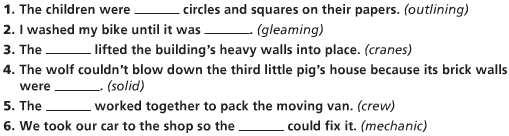 1. The children were ______ circles and squares on their papers. (outlining)
2. I washed my bike until it was ______. (gleaming)
3. The ______ lifted the building's heavy walls into place. (cranes)
4. The wolf couldn't blow down the third little pig's house because its brick walls
were ______. (solid)
5. The ______ worked together to pack the moving van. (crew)
6. We took our car to the shop so the ______ could fix it. (mechanic)